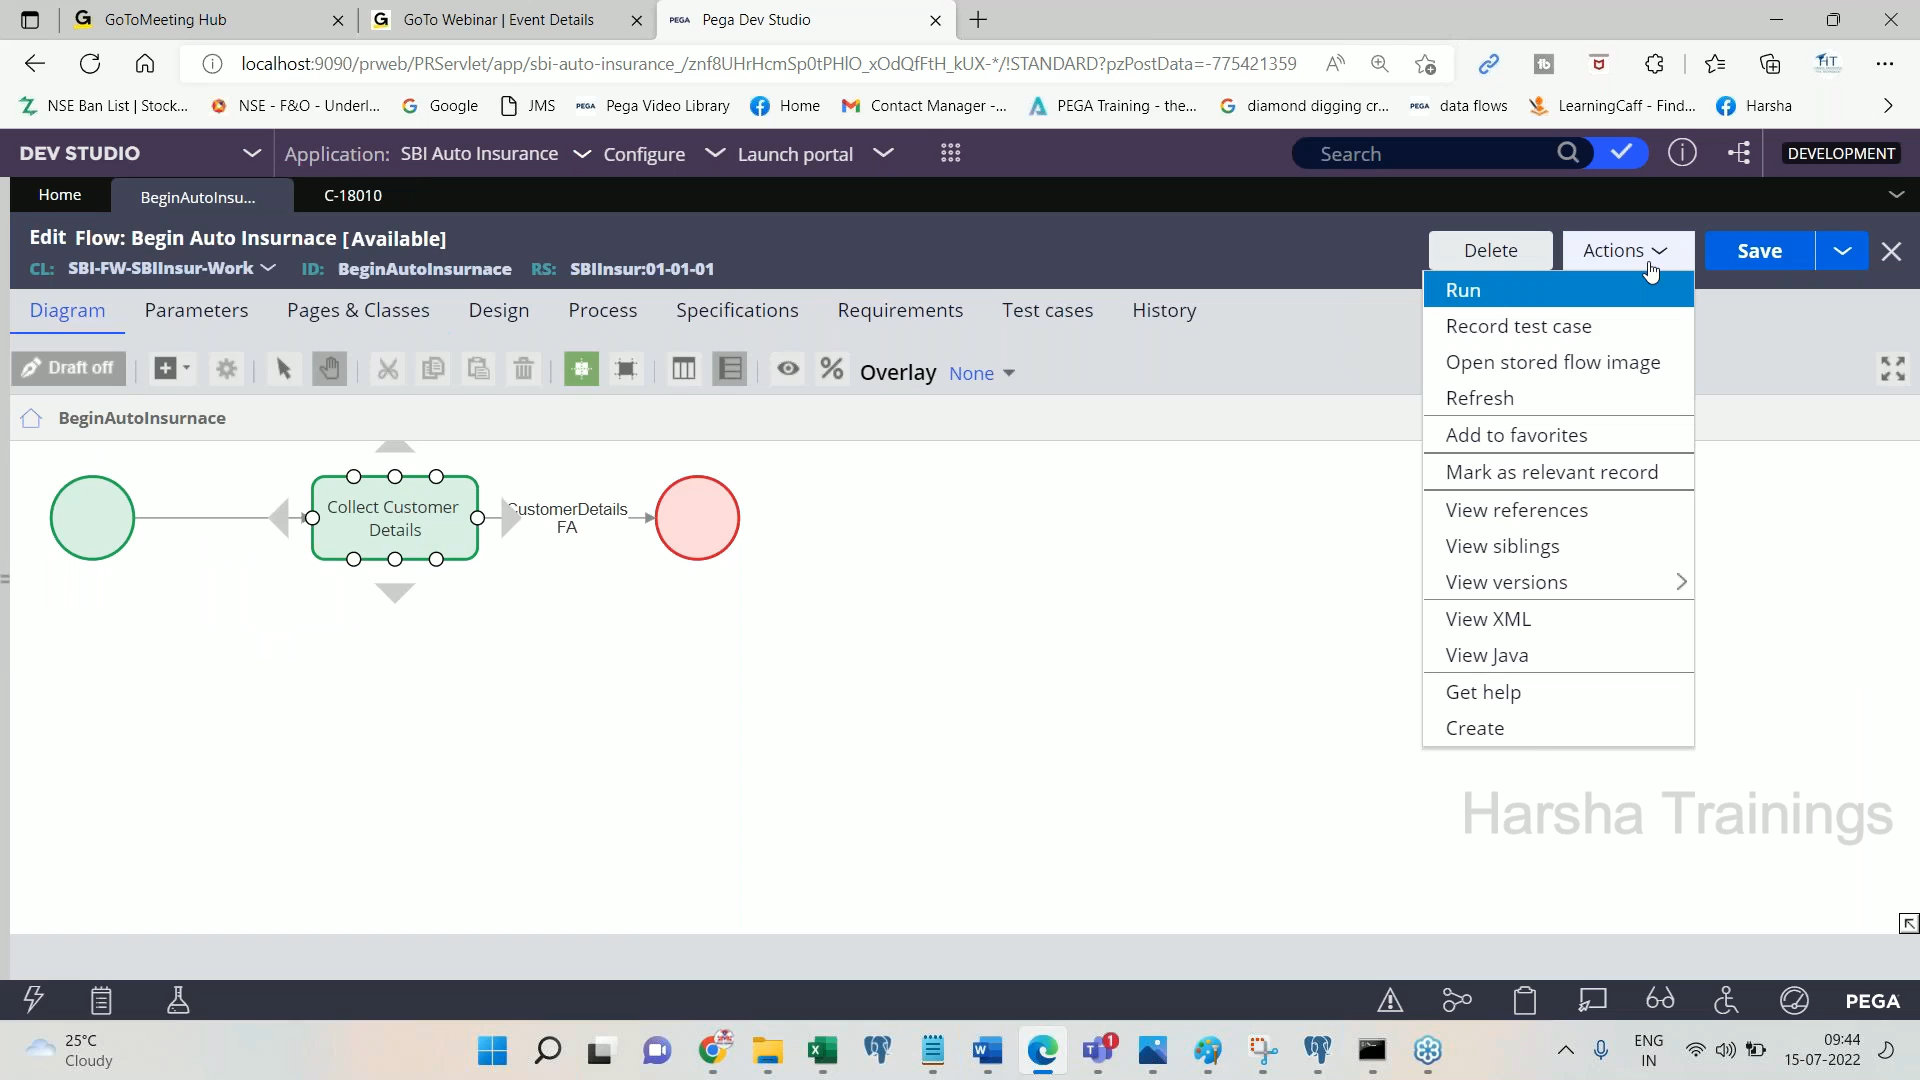 GoToMeeting Hub
GoTo Webinar | Event Details
PEGA Pega Dev Studio
localhost:9090/prweb/PRServlet/app/sbi-auto-insurance_/znf8UHrHcmSp0tPHlO_xOdQfFtH_kUX-*/!STANDARD?pzPostData=-775421359
NSE Ban List | Stock...
NSE - F&O - Underl...
Google
JMS
PEGA Pega Video Library
Home
Contact Manager -...
PEGA Training - the...
diamond digging cr...
PEGA data flows
LearningCaff - Find...
Harsha
DEV STUDIO
Application: SBI Auto Insurance
Configure
Launch portal
Search
DEVELOPMENT
Home
BeginAutoInsu...
C-18010
Edit Flow: Begin Auto Insurnace [Available]
CL: SBI-FW-SBIInsur-Work ID: BeginAutoInsurnace RS: SBIInsur:01-01-01
Delete
Actions
Save
Diagram
Parameters
Pages & Classes
Design
Process
Specifications
Requirements
Test cases
History
Draft off
Overlay None
BeginAutoInsurnace
Collect Customer
Details
CustomerDetails
FA
Run
Record test case
Open stored flow image
Refresh
Add to favorites
Mark as relevant record
View references
View siblings
View versions
View XML
View Java
Get help
Create
Harsha Trainings
PEGA
25°C
Cloudy
1
ENG
IN
09:44
15-07-2022